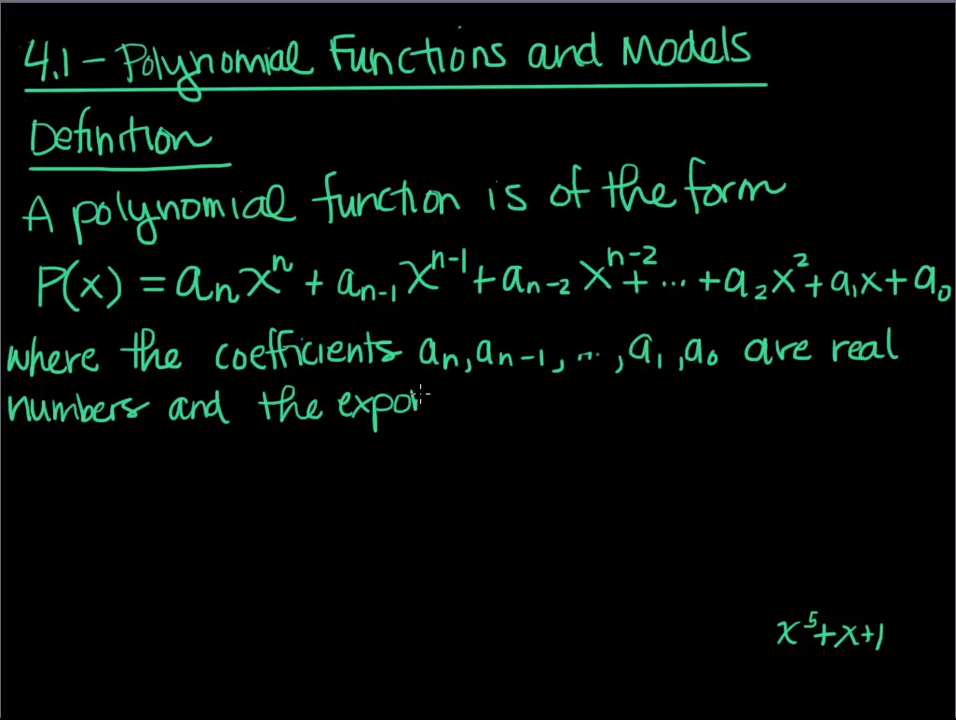 4.1 – Polynomial Functions and Models
Definition
A polynomial function is of the form
P(x) = aₙxⁿ + aₙ₋₁xⁿ⁻¹ + aₙ₋₂xⁿ⁻² + ... + a₂x² + a₁x + a₀
where the coefficients aₙ, aₙ₋₁, ..., a₁, a₀ are real
numbers and the expon
x⁵+x+1